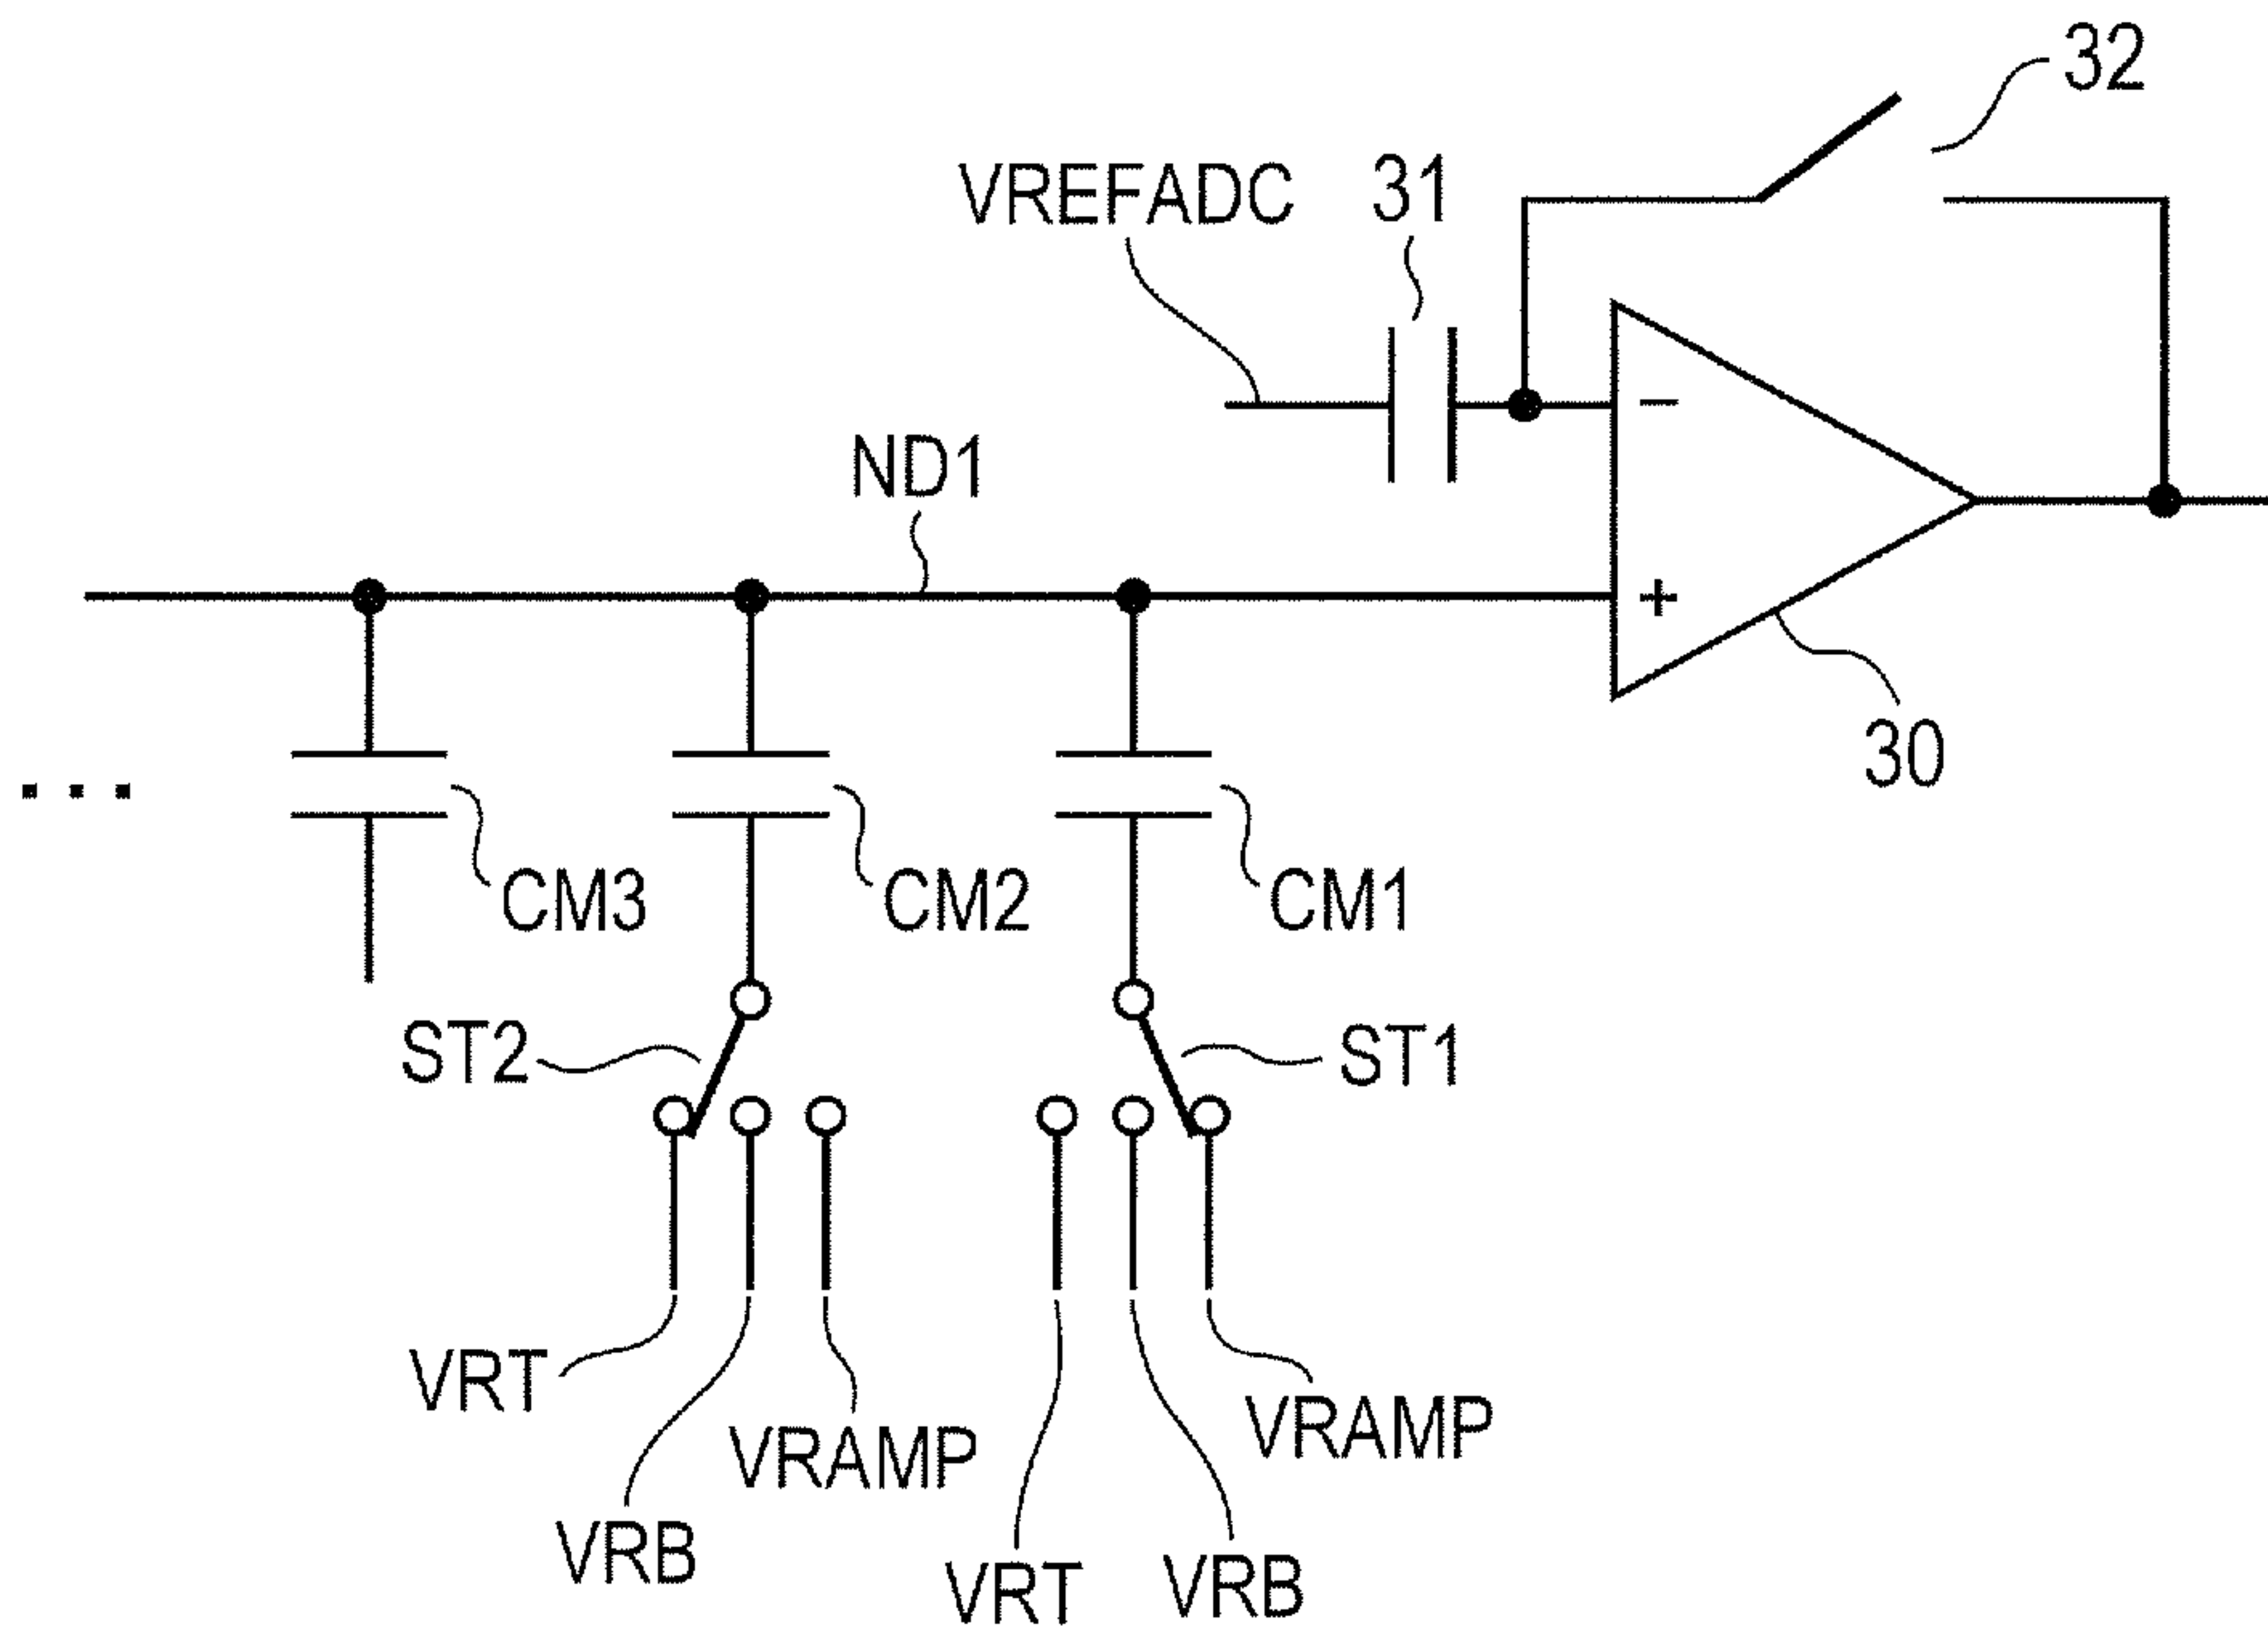 32
VREFADC
31
ND1
−
+
30
...
CM3
CM2
CM1
ST2
ST1
VRT
VRAMP
VRB
VRT
VRB
VRAMP